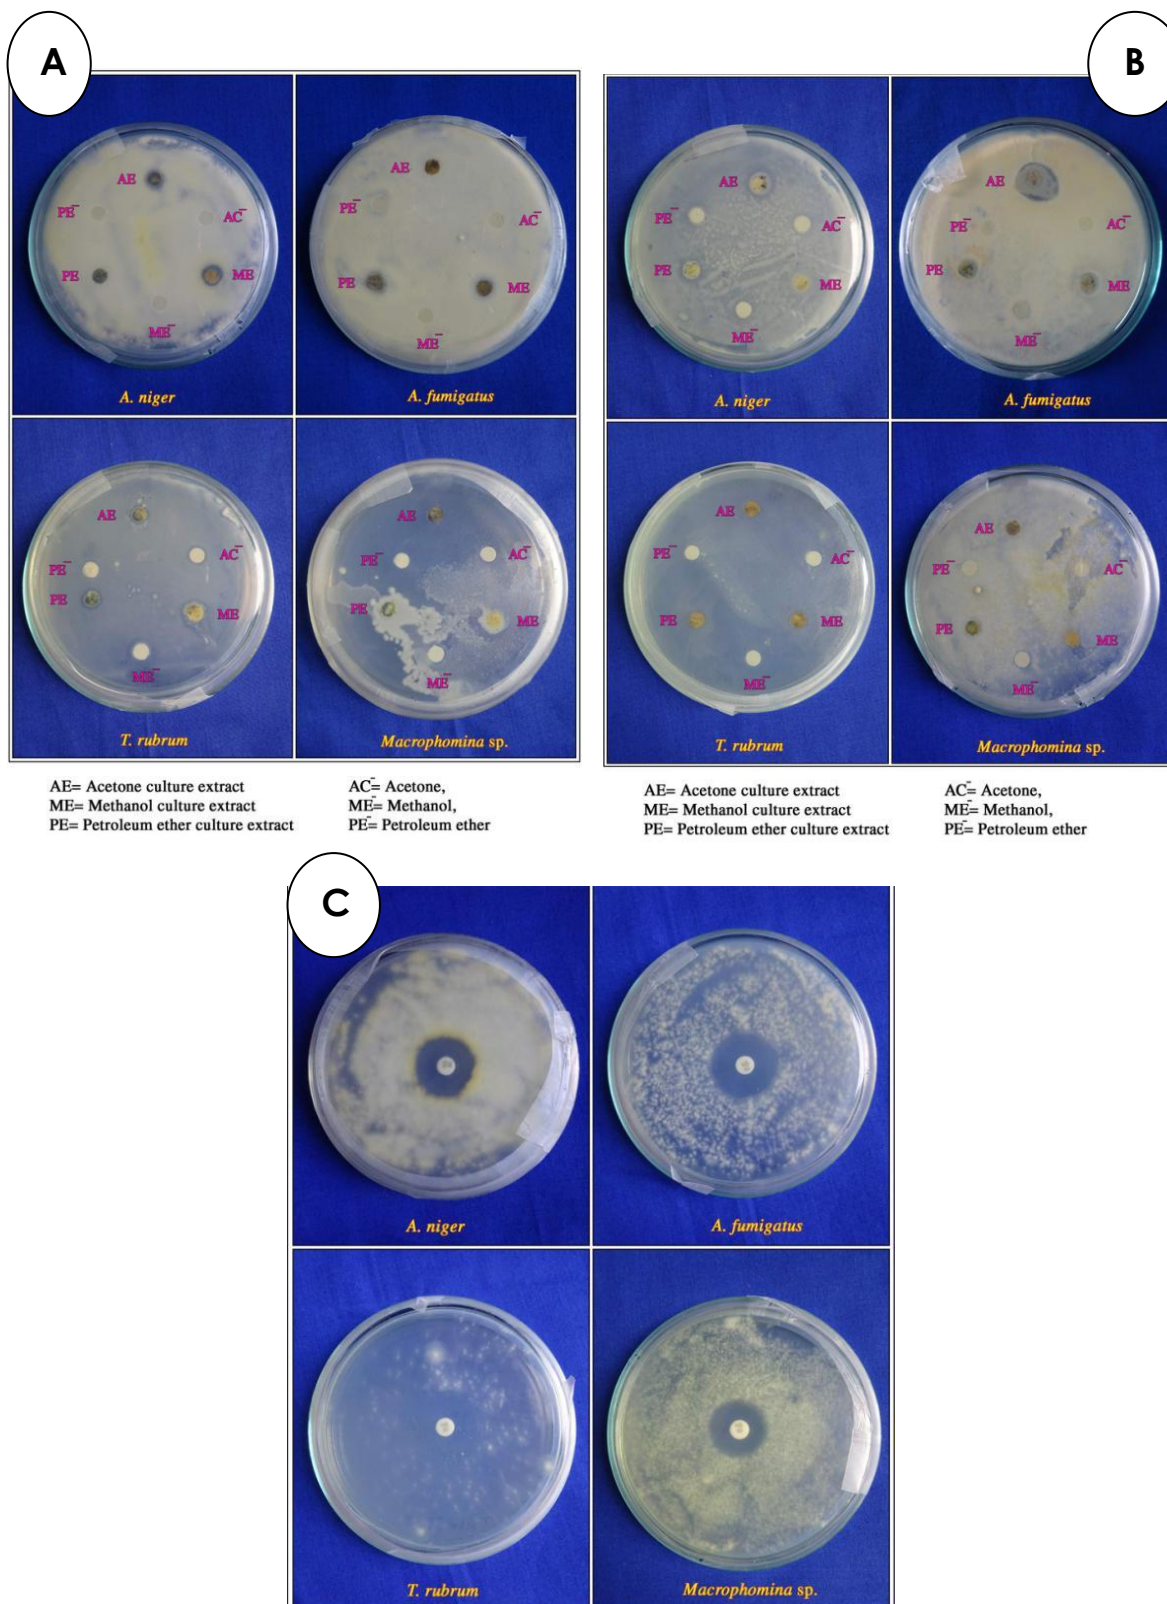 A
AE
PE⁻
AC⁻
PE
ME
ME⁻
A. niger
AE
PE⁻
AC⁻
PE
ME
ME⁻
A. fumigatus
AE
AC⁻
PE⁻
PE
ME
ME⁻
T. rubrum
AE
PE⁻
AC⁻
PE
ME
ME⁻
Macrophomina sp.
AE= Acetone culture extract
ME= Methanol culture extract
PE= Petroleum ether culture extract
AC⁻= Acetone,
ME⁻= Methanol,
PE⁻= Petroleum ether
B
AE
PE⁻
AC⁻
PE
ME
ME⁻
A. niger
AE
PE⁻
AC⁻
PE
ME
ME⁻
A. fumigatus
AE
PE⁻
AC⁻
PE
ME
ME⁻
T. rubrum
AE
PE⁻
AC⁻
PE
ME
ME⁻
Macrophomina sp.
AE= Acetone culture extract
ME= Methanol culture extract
PE= Petroleum ether culture extract
AC⁻= Acetone,
ME⁻= Methanol,
PE⁻= Petroleum ether
C
A. niger
A. fumigatus
T. rubrum
Macrophomina sp.